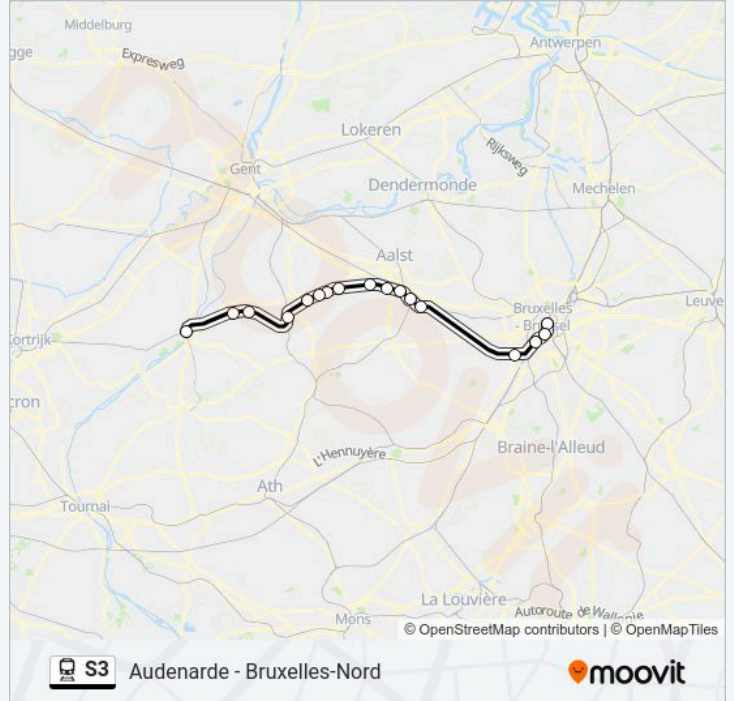 Middelburg
Antwerpen
gge
Expresweg
Lokeren
Gent
Rijksweg
Dendermonde
Mechelen
Aalst
Bruxelles
- Brussel
Leuve
Kortrijk
cron
Braine-l'Alleud
L'Hennuyère
Ath
Tournai
La Louvière
Autoroute de Wallonie
Mons
© OpenStreetMap contributors | © OpenMapTiles
S3 Audenarde - Bruxelles-Nord
moovit